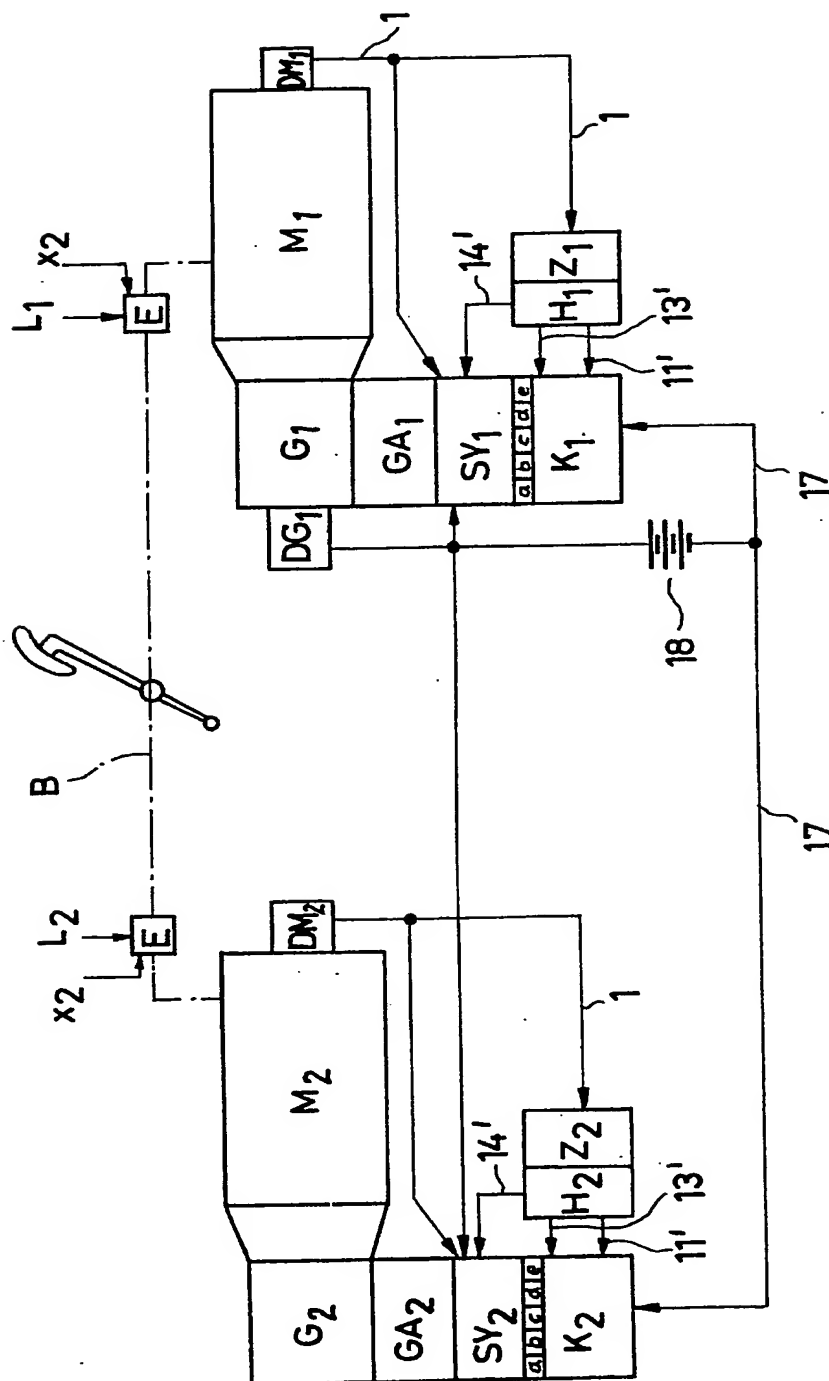 B
L₂
x₂
E
L₁
x₂
E
G₂
M₂
DM₂
GA₂
SY₂
a b c d e
K₂
H₂ Z₂
14'
13'
11'
1
G₁
M₁
DM₁
DG₁
GA₁
SY₁
a b c d e
K₁
H₁ Z₁
14'
13'
11'
1
1
18
17
17